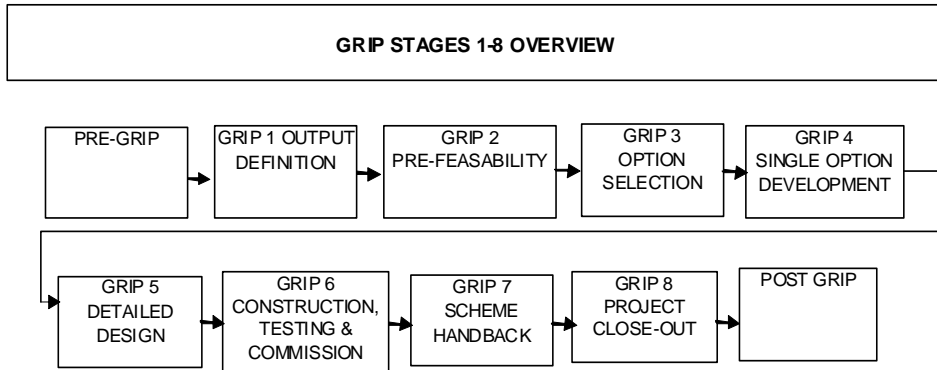 GRIP STAGES 1-8 OVERVIEW
PRE-GRIP
GRIP 1 OUTPUT
DEFINITION
GRIP 2
PRE-FEASABILITY
GRIP 3
OPTION
SELECTION
GRIP 4
SINGLE OPTION
DEVELOPMENT
GRIP 5
DETAILED
DESIGN
GRIP 6
CONSTRUCTION,
TESTING &
COMMISSION
GRIP 7
SCHEME
HANDBACK
GRIP 8
PROJECT
CLOSE-OUT
POST GRIP